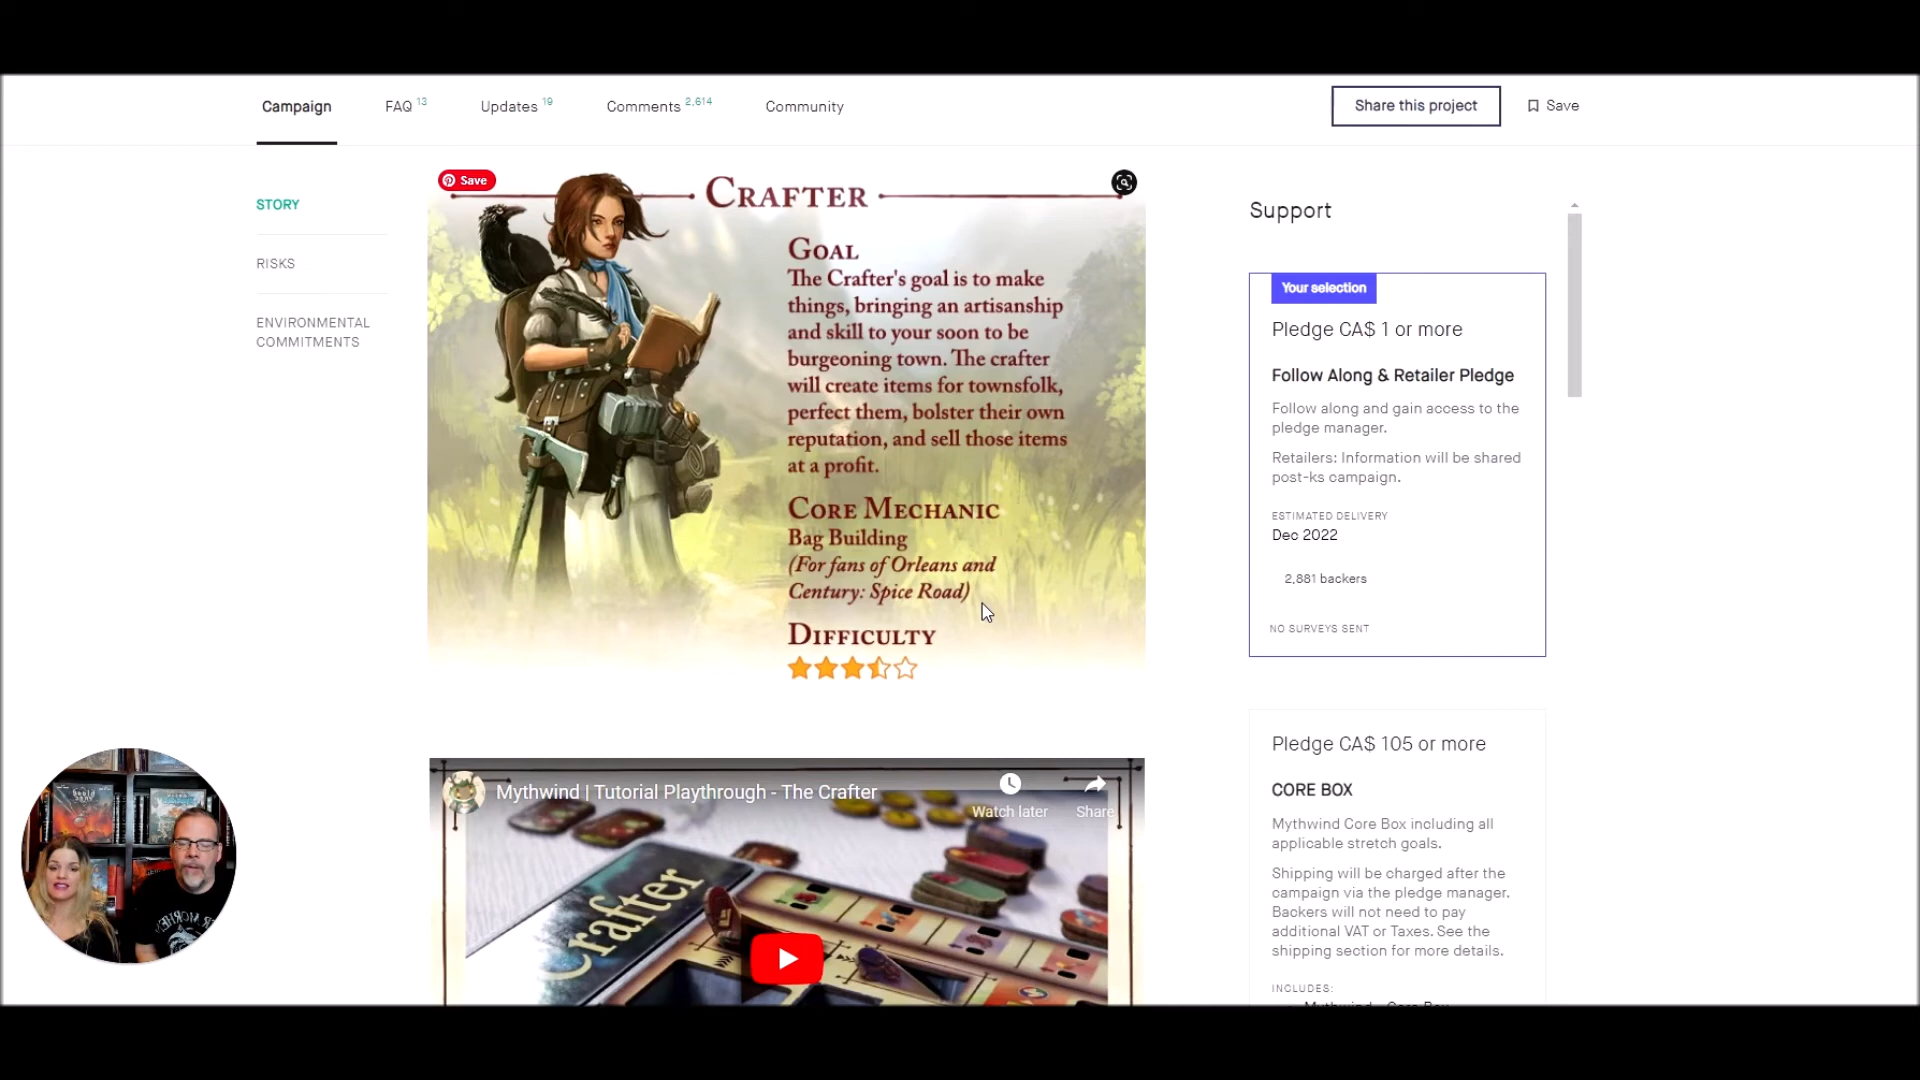 Campaign
FAQ 13
Updates 19
Comments 2,614
Community
Share this project
Save
STORY
RISKS
ENVIRONMENTAL
COMMITMENTS
Save
CRAFTER
GOAL
The Crafter's goal is to make
things, bringing an artisanship
and skill to your soon to be
burgeoning town. The crafter
will create items for townsfolk,
perfect them, bolster their own
reputation, and sell those items
at a profit.
CORE MECHANIC
Bag Building
(For fans of Orleans and
Century: Spice Road)
DIFFICULTY
Mythwind | Tutorial Playthrough - The Crafter
Watch later
Share
Crafter
Support
Your selection
Pledge CA$ 1 or more
Follow Along & Retailer Pledge
Follow along and gain access to the
pledge manager.
Retailers: Information will be shared
post-ks campaign.
ESTIMATED DELIVERY
Dec 2022
2,881 backers
NO SURVEYS SENT
Pledge CA$ 105 or more
CORE BOX
Mythwind Core Box including all
applicable stretch goals.
Shipping will be charged after the
campaign via the pledge manager.
Backers will not need to pay
additional VAT or Taxes. See the
shipping section for more details.
INCLUDES:
Mythwind - Core Box